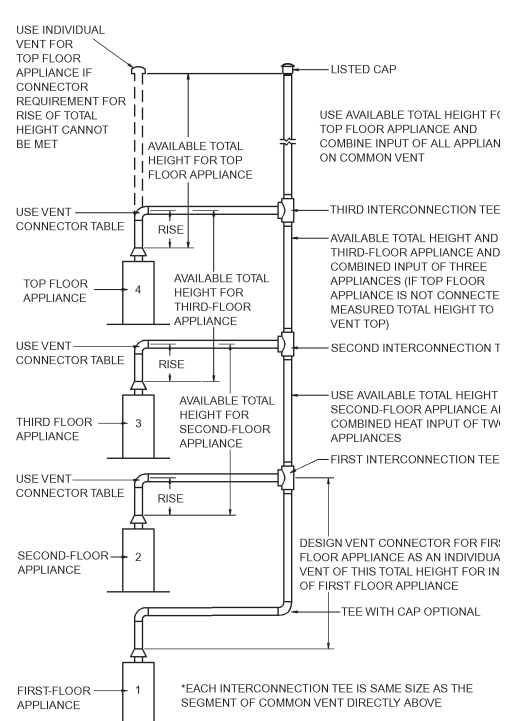 USE INDIVIDUAL
VENT FOR
TOP FLOOR
APPLIANCE IF
CONNECTOR
REQUIREMENT FOR
RISE OF TOTAL
HEIGHT CANNOT
BE MET
LISTED CAP
USE AVAILABLE TOTAL HEIGHT
TOP FLOOR APPLIANCE AND
COMBINE INPUT OF ALL
ON COMMON VENT
AVAILABLE TOTAL
HEIGHT FOR TOP
FLOOR APPLIANCE
USE VENT
CONNECTOR TABLE
RISE
THIRD INTERCONNECTION TEE
AVAILABLE TOTAL HEIGHT AND
THIRD-FLOOR APPLIANCE AND
COMBINED INPUT OF THREE
APPLIANCES (IF TOP FLOOR
APPLIANCE IS NOT
MEASURED TOTAL HEIGHT TO
VENT TOP)
TOP FLOOR
APPLIANCE
4
AVAILABLE TOTAL
HEIGHT FOR
THIRD-FLOOR
APPLIANCE
USE VENT
CONNECTOR TABLE
RISE
SECOND INTERCONNECTION
AVAILABLE TOTAL
HEIGHT FOR
SECOND-FLOOR
APPLIANCE
USE AVAILABLE TOTAL HEIGHT
SECOND-FLOOR APPLIANCE
COMBINED HEAT INPUT OF
APPLIANCES
THIRD FLOOR
APPLIANCE
3
FIRST INTERCONNECTION TEE
USE VENT
CONNECTOR TABLE
RISE
SECOND-FLOOR
APPLIANCE
2
DESIGN VENT CONNECTOR FOR
FLOOR APPLIANCE AS AN
VENT OF THIS TOTAL HEIGHT FOR
OF FIRST FLOOR APPLIANCE
TEE WITH CAP OPTIONAL
FIRST-FLOOR
APPLIANCE
1
*EACH INTERCONNECTION TEE IS SAME SIZE AS THE
SEGMENT OF COMMON VENT DIRECTLY ABOVE